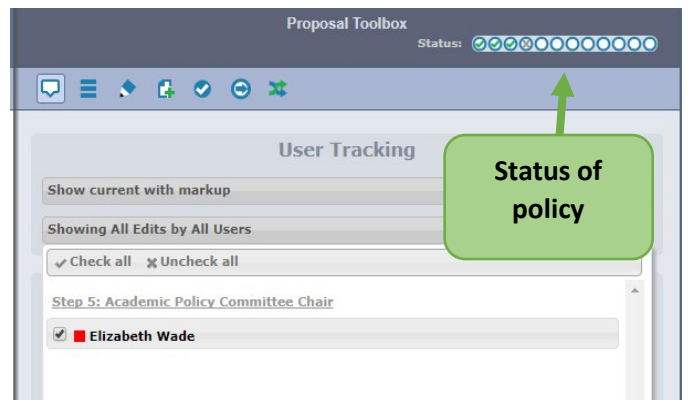 Proposal Toolbox
Status:
User Tracking
Show current with markup
Showing All Edits by All Users
Check all Uncheck all
Step 5: Academic Policy Committee Chair
Elizabeth Wade
Status of
policy